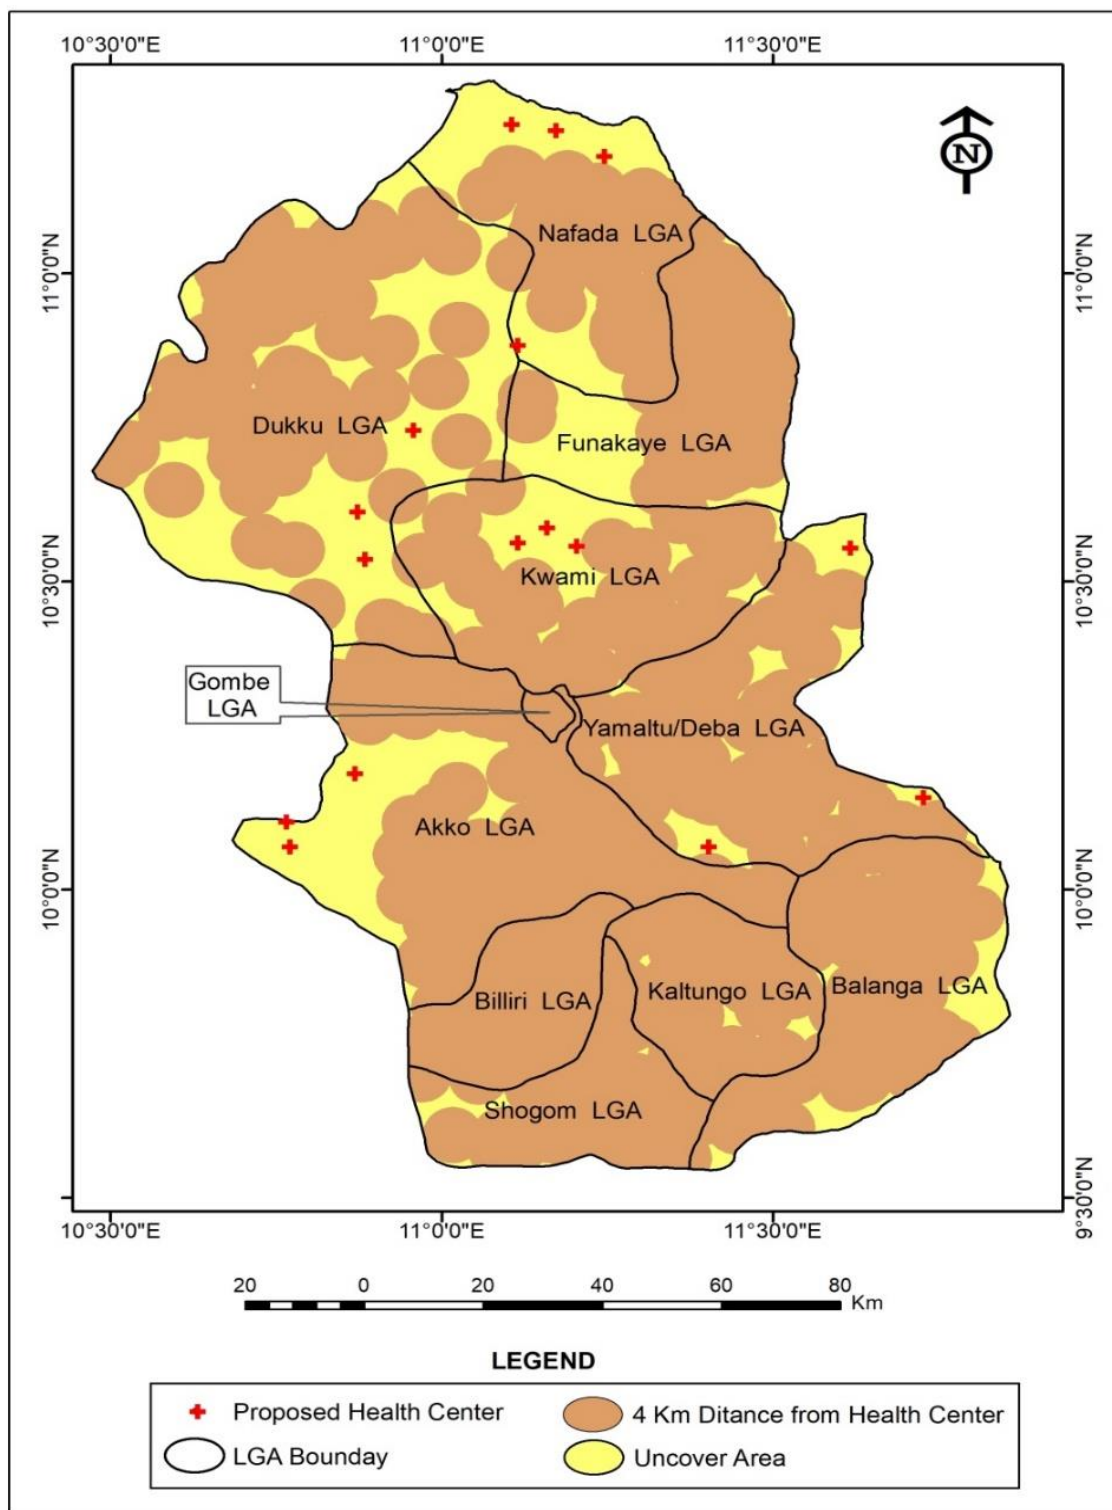 10°30'0"E 11°0'0"E 11°30'0"E
N
11°0'0"N
11°0'0"N
10°30'0"N
10°30'0"N
10°0'0"N
10°0'0"N
9°30'0"N
Nafada LGA
Dukku LGA
Funakaye LGA
Kwami LGA
Gombe
LGA
Yamaltu/Deba LGA
Akko LGA
Billiri LGA
Kaltungo LGA
Balanga LGA
Shogom LGA
10°30'0"E 11°0'0"E 11°30'0"E
20 0 20 40 60 80
Km
LEGEND
Proposed Health Center
4 Km Ditance from Health Center
LGA Bounday
Uncover Area